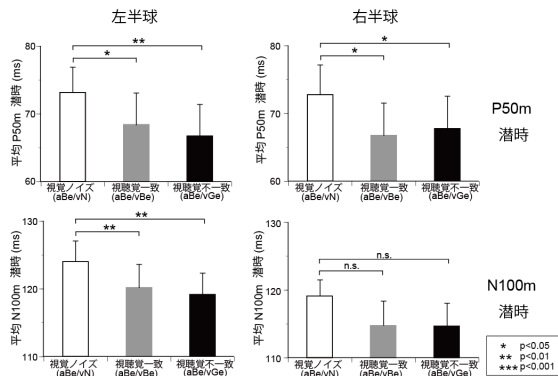 左半球
右半球
80
70
60
平均 P50m 潜時 (ms)
**
*
視覚ノイズ
(aBe/vN)
視聴覚一致
(aBe/vBe)
視聴覚不一致
(aBe/vGe)
80
70
60
平均 P50m 潜時 (ms)
*
*
視覚ノイズ
(aBe/vN)
視聴覚一致
(aBe/vBe)
視聴覚不一致
(aBe/vGe)
P50m
潜時
130
120
110
平均 N100m 潜時 (ms)
**
**
視覚ノイズ
(aBe/vN)
視聴覚一致
(aBe/vBe)
視聴覚不一致
(aBe/vGe)
130
120
110
平均 N100m 潜時 (ms)
n.s.
n.s.
視覚ノイズ
(aBe/vN)
視聴覚一致
(aBe/vBe)
視聴覚不一致
(aBe/vGe)
N100m
潜時
* p<0.05
** p<0.01
*** p<0.001